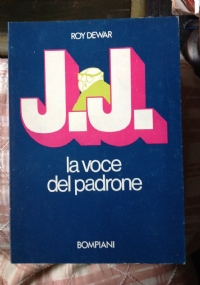 ROY DEWAR
J.J.
la voce
del padrone
BOMPIANI